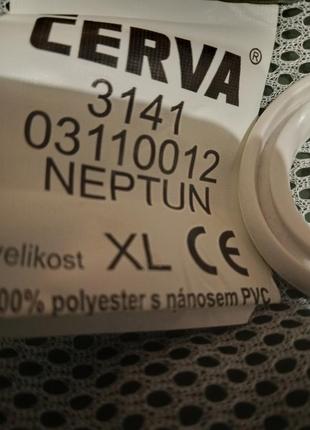 CERVA®
3141
03110012
NEPTUN
velikost XL CE
00% polyester s nánosem PVC